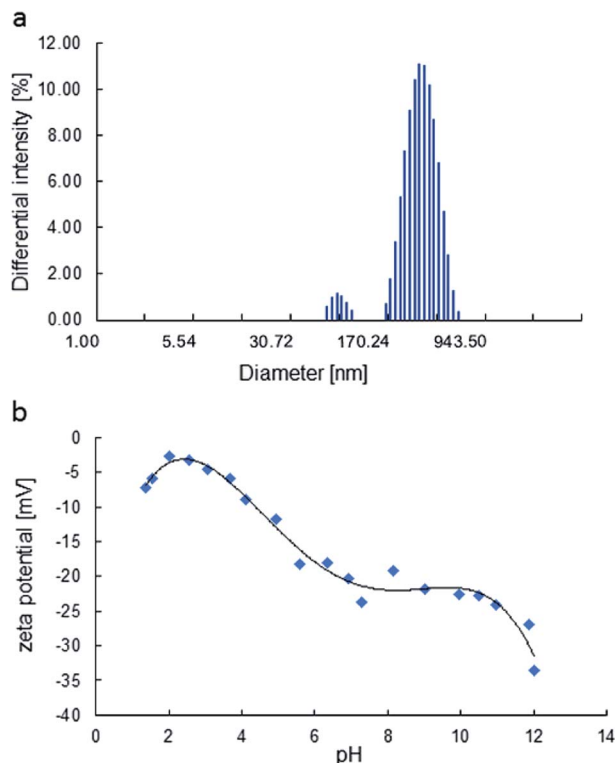 a
Differential intensity [%]
12.00
10.00
8.00
6.00
4.00
2.00
0.00
1.00 5.54 30.72 170.24 943.50
Diameter [nm]
b
zeta potential [mV]
0
-5
-10
-15
-20
-25
-30
-35
-40
0 2 4 6 8 10 12 14
pH